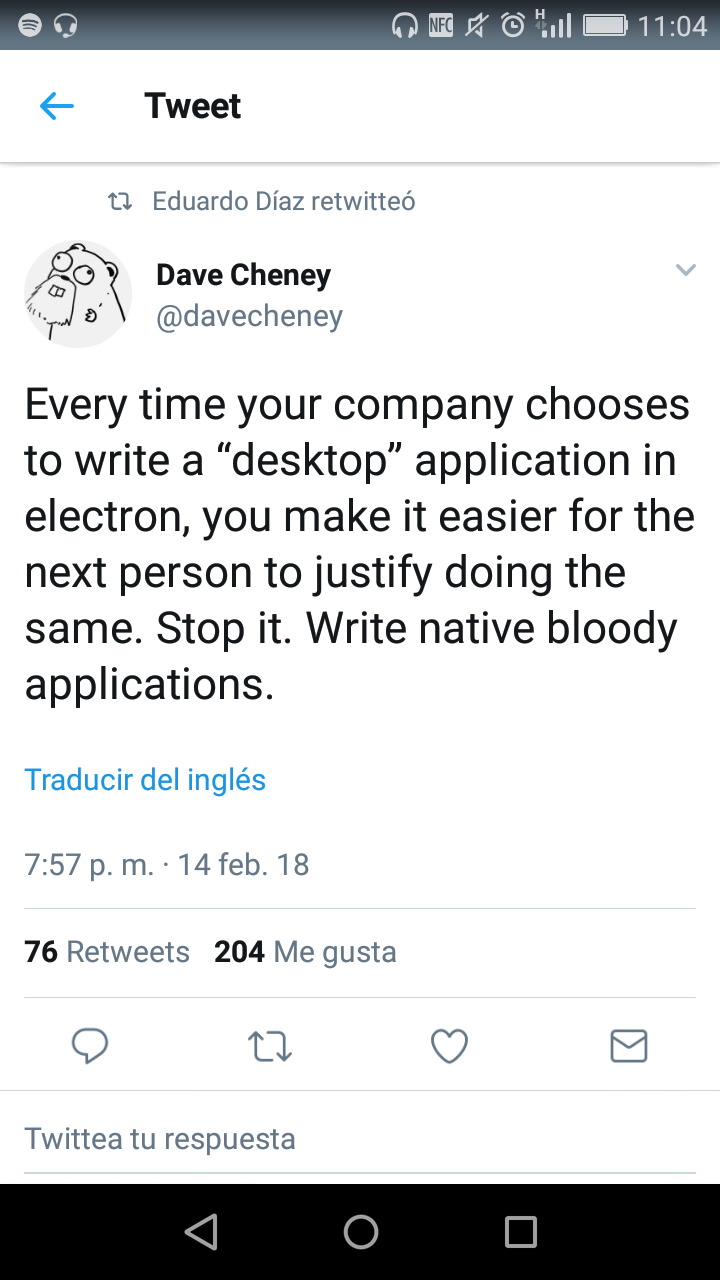 NFC H 11:04
Tweet
Eduardo Díaz retwitteó
Dave Cheney
@davecheney
Every time your company chooses
to write a “desktop” application in
electron, you make it easier for the
next person to justify doing the
same. Stop it. Write native bloody
applications.
Traducir del inglés
7:57 p. m. · 14 feb. 18
76 Retweets 204 Me gusta
Twittea tu respuesta